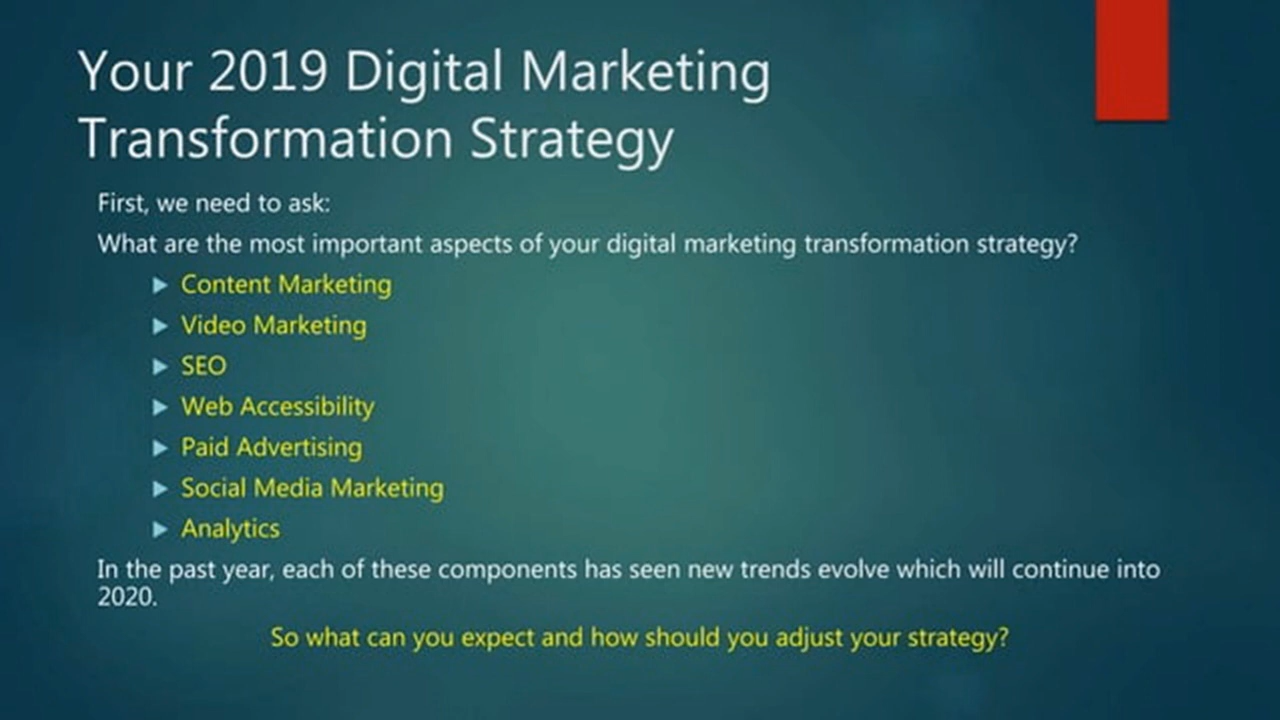 Your 2019 Digital Marketing
Transformation Strategy
First, we need to ask:
What are the most important aspects of your digital marketing transformation strategy?
Content Marketing
Video Marketing
SEO
Web Accessibility
Paid Advertising
Social Media Marketing
Analytics
In the past year, each of these components has seen new trends evolve which will continue into
2020.
So what can you expect and how should you adjust your strategy?